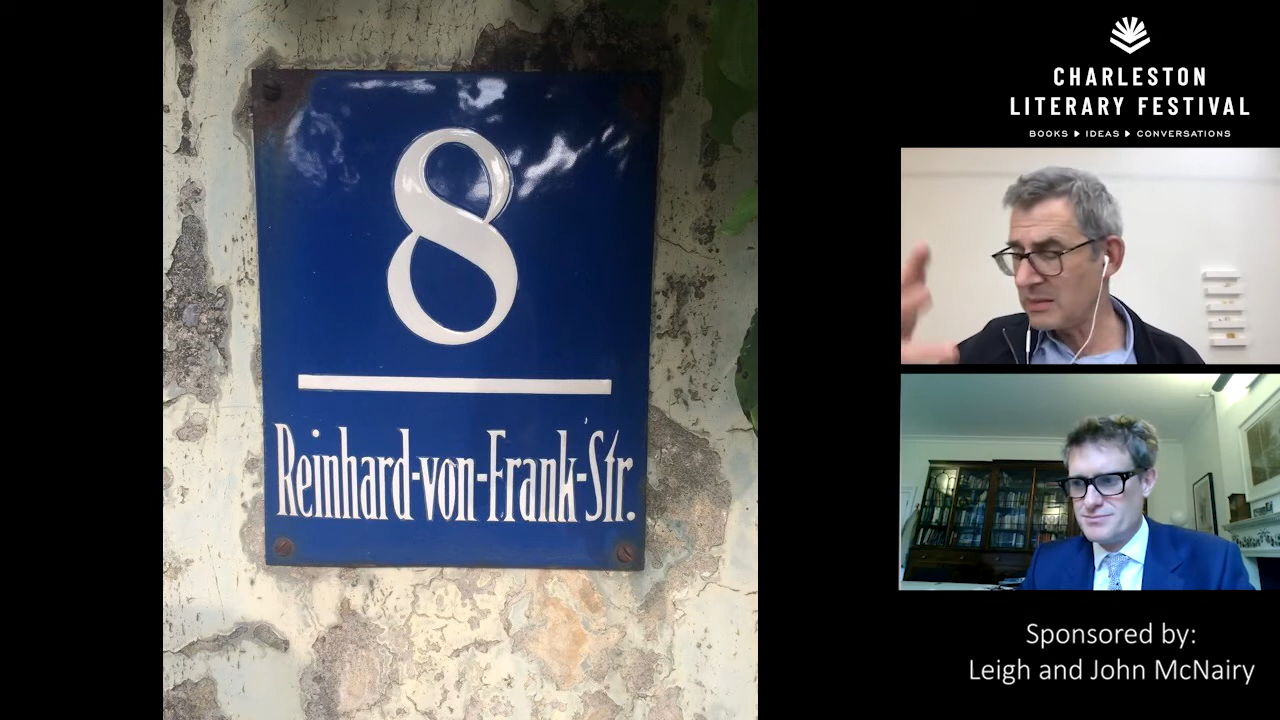 8
Reinhard-von-Frank-Str.
CHARLESTON
LITERARY FESTIVAL
BOOKS ▶ IDEAS ▶ CONVERSATIONS
Sponsored by:
Leigh and John McNairy